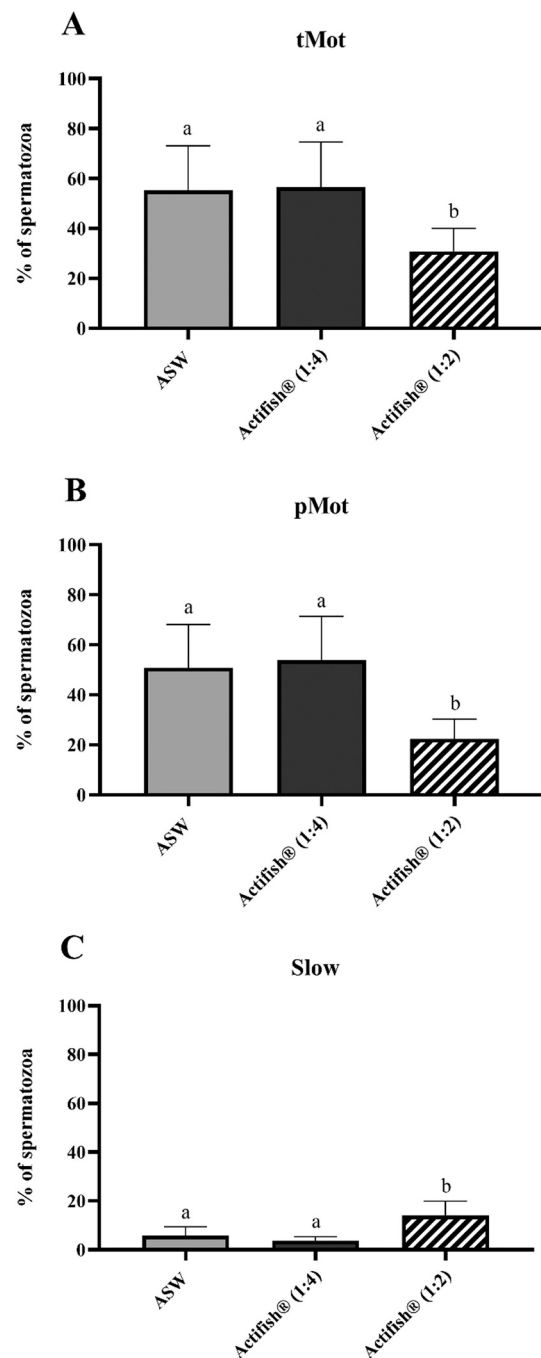 A
tMot
% of spermatozoa
100
80
60
40
20
0
a
a
b
ASW
Actifish® (1:4)
Actifish® (1:2)
B
pMot
% of spermatozoa
100
80
60
40
20
0
a
a
b
ASW
Actifish® (1:4)
Actifish® (1:2)
C
Slow
% of spermatozoa
100
80
60
40
20
0
a
a
b
ASW
Actifish® (1:4)
Actifish® (1:2)